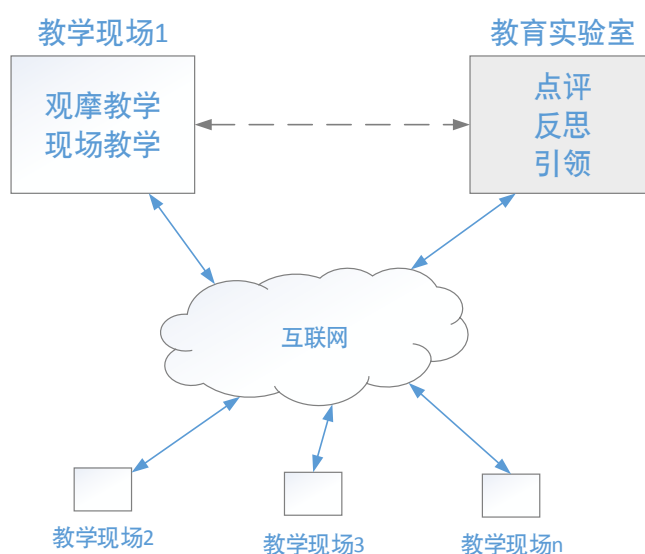 教学现场1
教育实验室
观摩教学
现场教学
点评
反思
引领
互联网
教学现场2
教学现场3
教学现场n